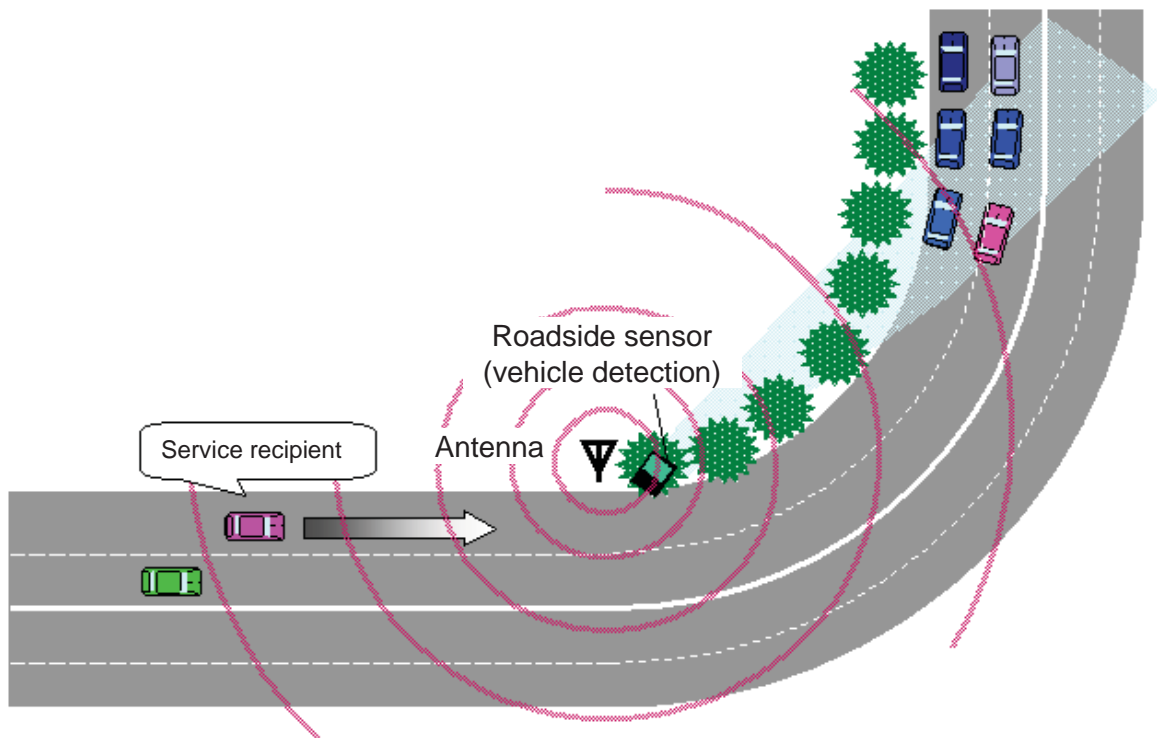 Roadside sensor
(vehicle detection)
Antenna
Service recipient